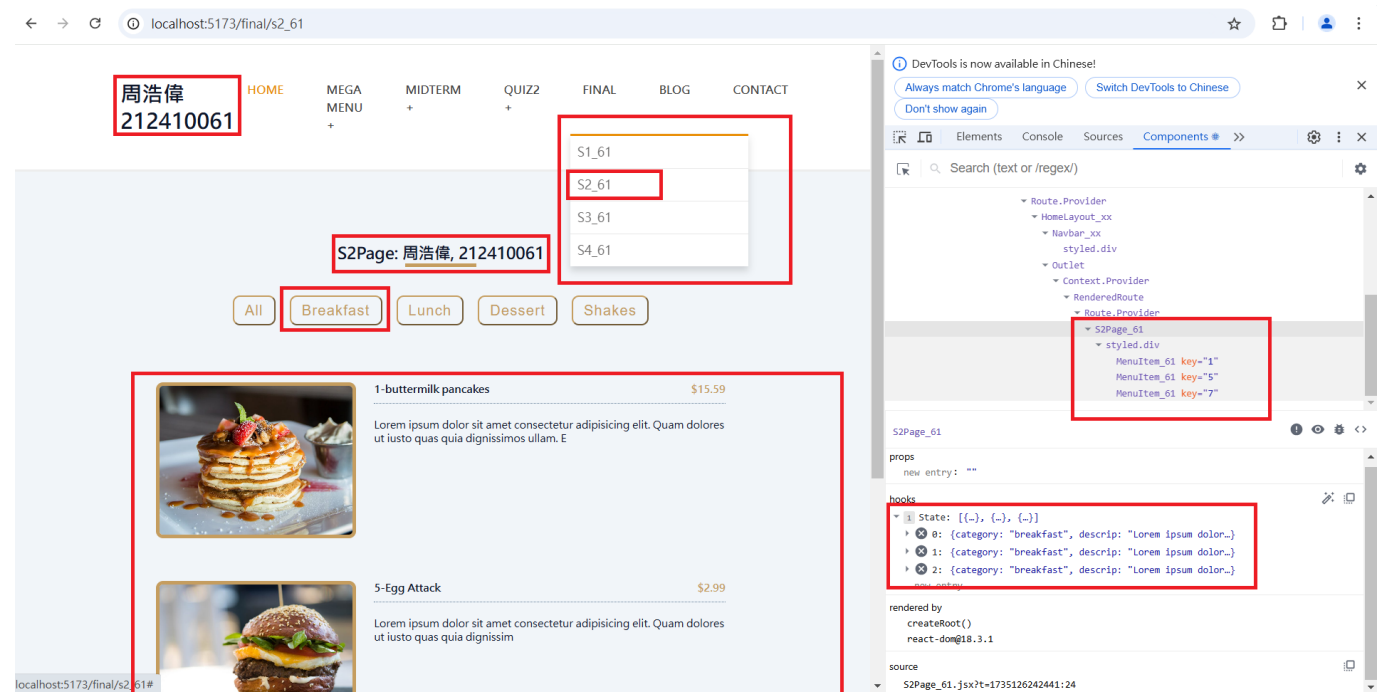 localhost:5173/final/s2_61
周浩偉
212410061
HOME
MEGA
MENU
+
MIDTERM
+
QUIZ2
+
FINAL
BLOG
CONTACT
S1_61
S2_61
S3_61
S4_61
S2Page: 周浩偉, 212410061
All
Breakfast
Lunch
Dessert
Shakes
1-buttermilk pancakes
$15.59
Lorem ipsum dolor sit amet consectetur adipisicing elit. Quam dolores
ut iusto quas quia dignissimos ullam. E
5-Egg Attack
$2.99
Lorem ipsum dolor sit amet consectetur adipisicing elit. Quam dolores
ut iusto quas quia dignissim
localhost:5173/final/s2_61#
DevTools is now available in Chinese!
Always match Chrome's language
Switch DevTools to Chinese
Don't show again
Elements
Console
Sources
Components
Search (text or /regex/)
Route.Provider
HomeLayout_xx
Navbar_xx
styled.div
Outlet
Context.Provider
RenderedRoute
Route.Provider
S2Page_61
styled.div
MenuItem_61 key="1"
MenuItem_61 key="5"
MenuItem_61 key="7"
S2Page_61
props
new entry: ""
hooks
1 State: [{…}, {…}, {…}]
0: {category: "breakfast", descrip: "Lorem ipsum dolor…}
1: {category: "breakfast", descrip: "Lorem ipsum dolor…}
2: {category: "breakfast", descrip: "Lorem ipsum dolor…}
new entry
rendered by
createRoot()
react-dom@18.3.1
source
S2Page_61.jsx?t=1735126242441:24